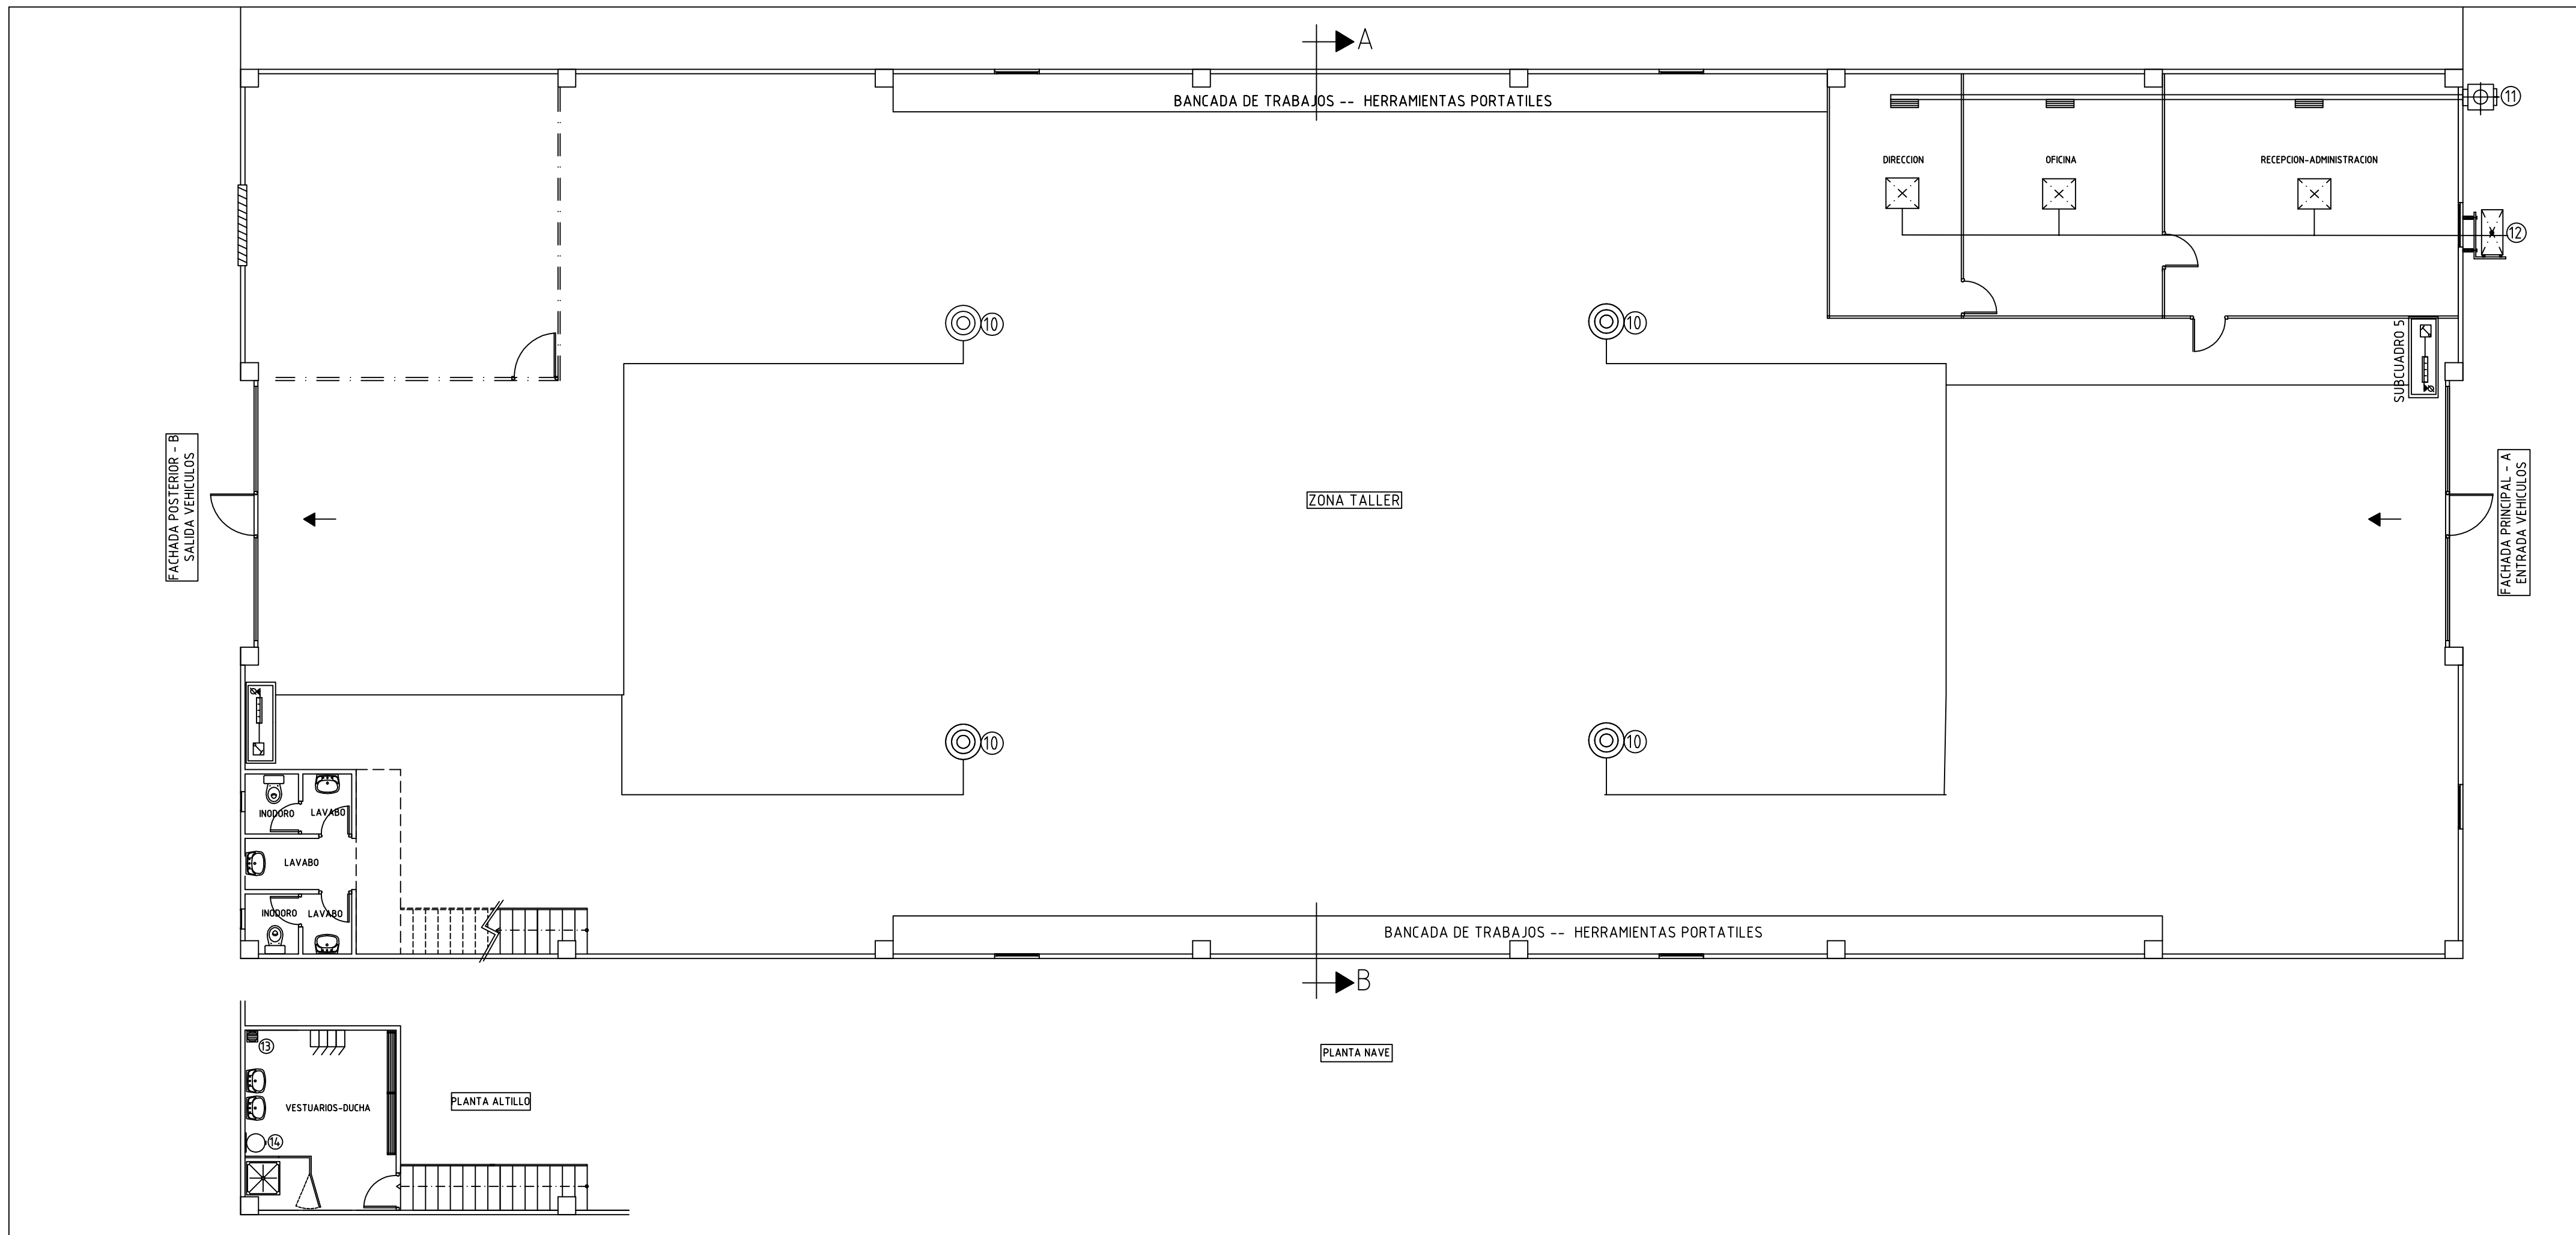 A
BANCADA DE TRABAJOS -- HERRAMIENTAS PORTATILES
11
DIRECCION
OFICINA
RECEPCION-ADMINISTRACION
12
10
10
SUBCUADRO 5
FACHADA POSTERIOR - B
SALIDA VEHICULOS
ZONA TALLER
FACHADA PRINCIPAL - A
ENTRADA VEHICULOS
10
10
INODORO
LAVABO
LAVABO
INODORO
LAVABO
BANCADA DE TRABAJOS -- HERRAMIENTAS PORTATILES
B
13
PLANTA NAVE
VESTUARIOS-DUCHA
PLANTA ALTILLO
14